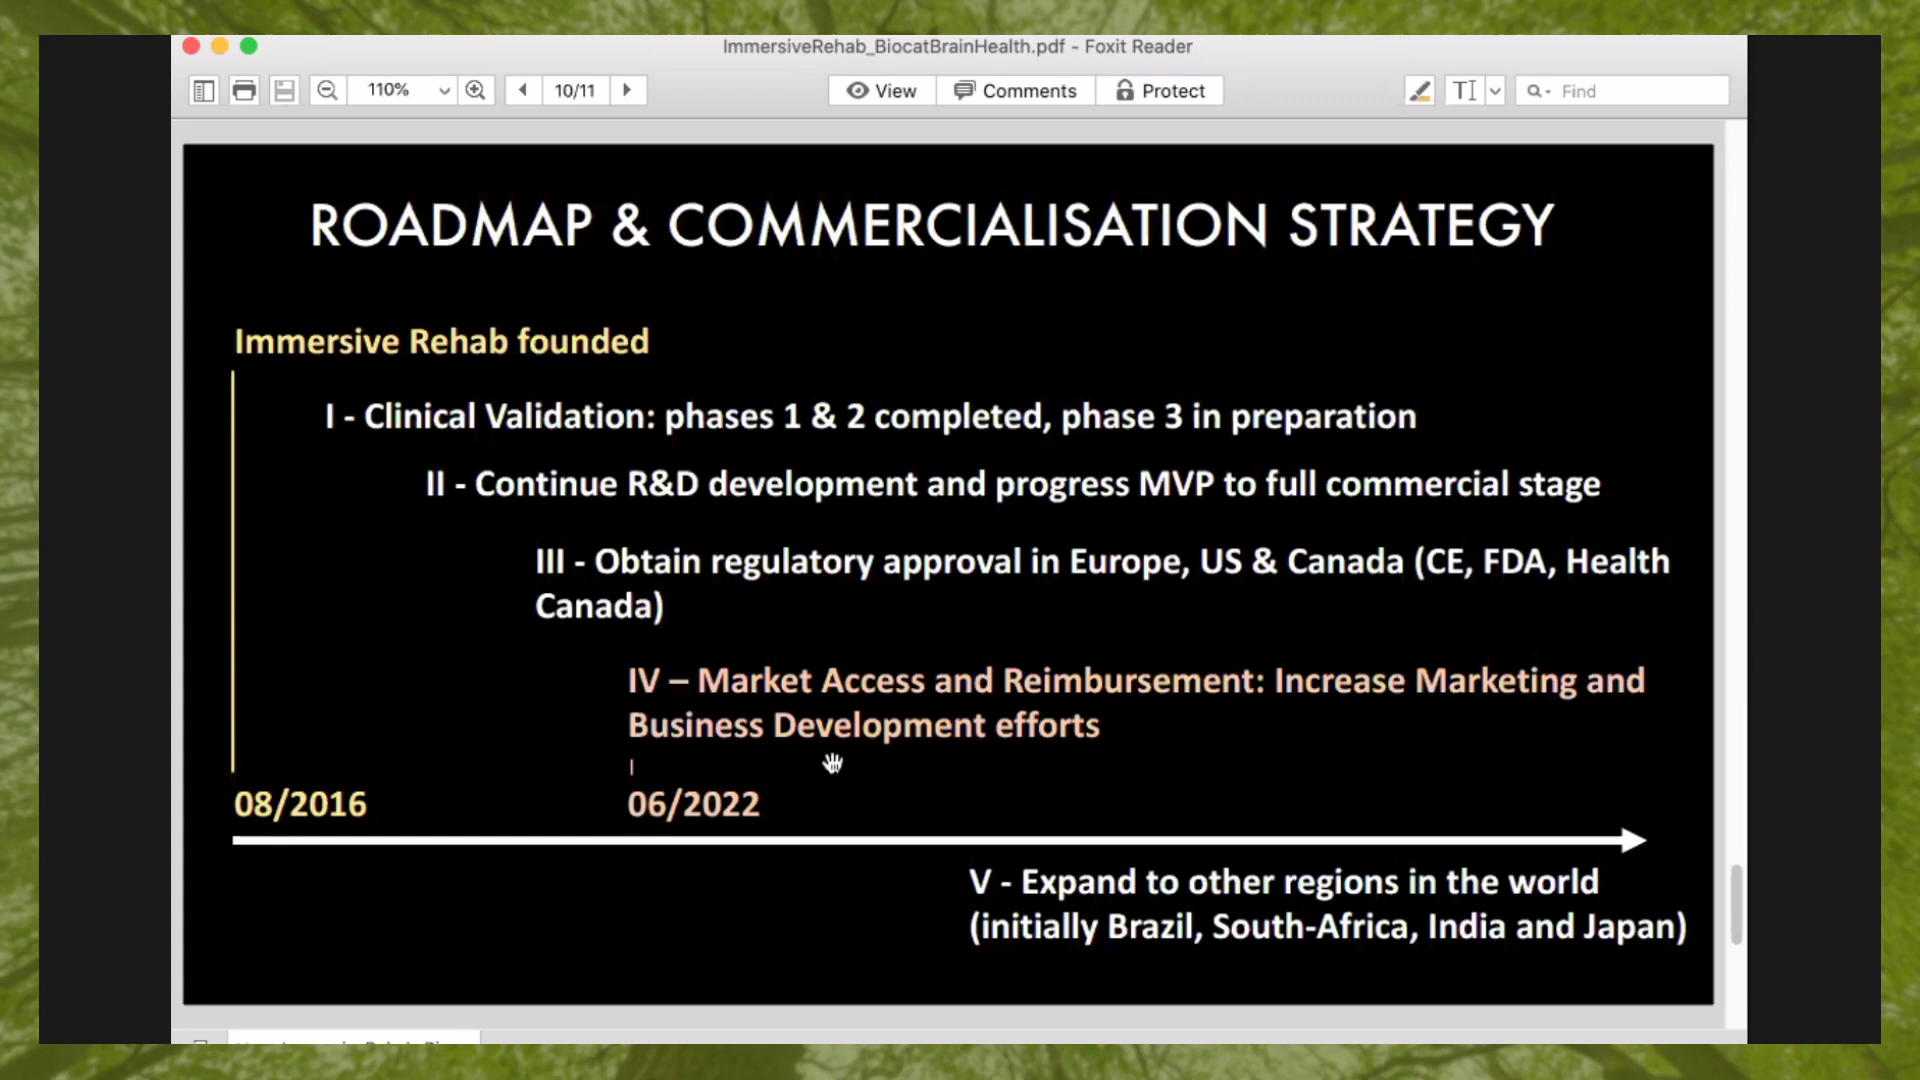 ImmersiveRehab_BiocatBrainHealth.pdf - Foxit Reader
110%
10/11
View
Comments
Protect
Find
ROADMAP & COMMERCIALISATION STRATEGY
Immersive Rehab founded
I - Clinical Validation: phases 1 & 2 completed, phase 3 in preparation
II - Continue R&D development and progress MVP to full commercial stage
III - Obtain regulatory approval in Europe, US & Canada (CE, FDA, Health
Canada)
IV – Market Access and Reimbursement: Increase Marketing and
Business Development efforts
08/2016
06/2022
V - Expand to other regions in the world
(initially Brazil, South-Africa, India and Japan)